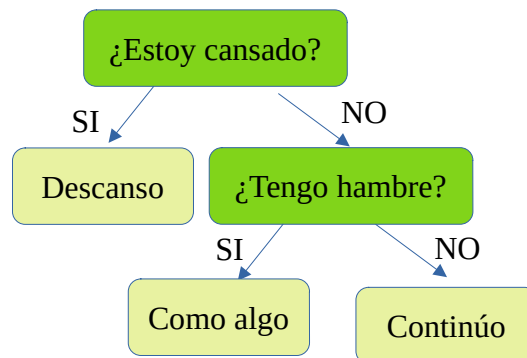 ¿Estoy cansado?
SI
NO
Descanso
¿Tengo hambre?
SI
NO
Como algo
Continúo